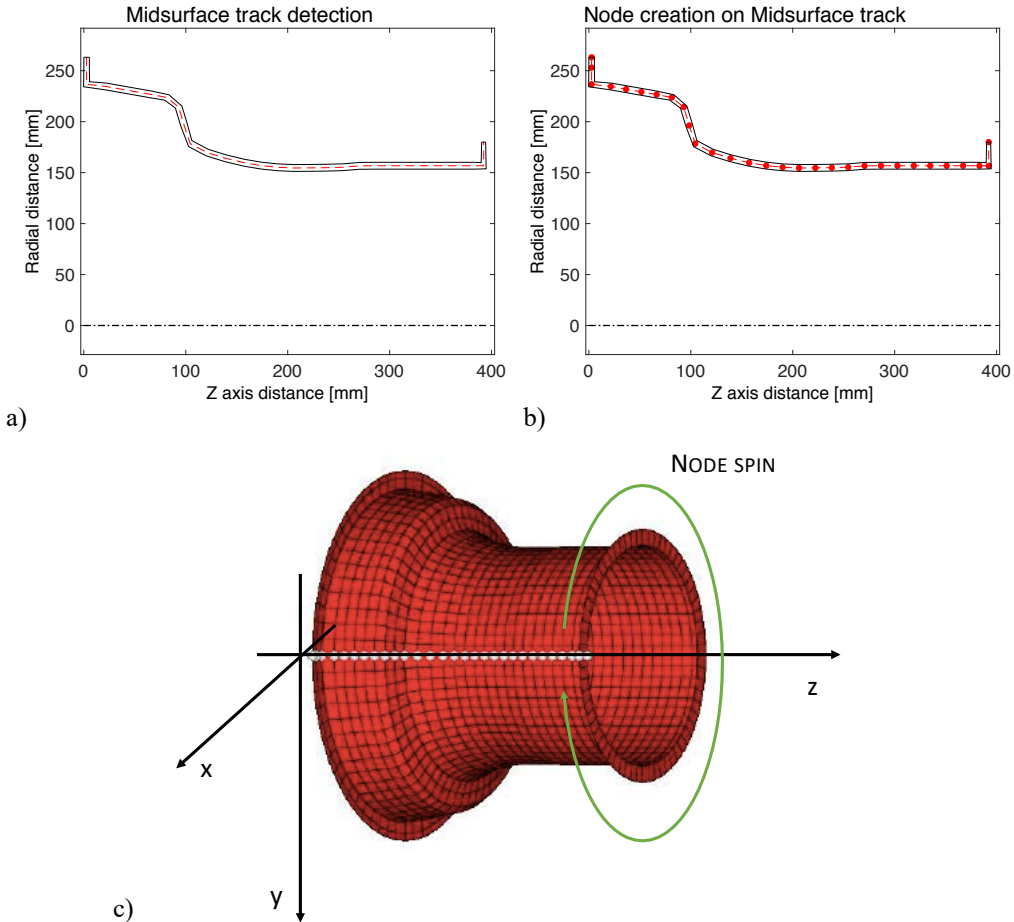 Midsurface track detection
250
200
150
100
50
0
Radial distance [mm]
0 100 200 300 400
Z axis distance [mm]
a)
Node creation on Midsurface track
250
200
150
100
50
0
Radial distance [mm]
0 100 200 300 400
Z axis distance [mm]
b)
NODE SPIN
z
x
y
c)